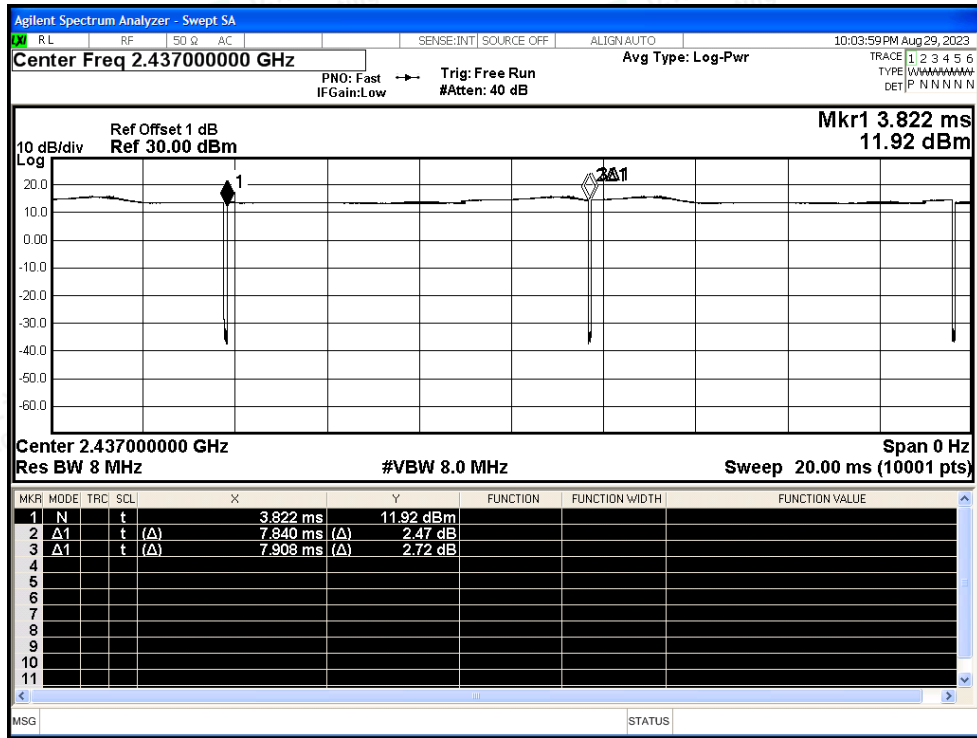 Agilent Spectrum Analyzer - Swept SA
LXI RL RF 50 Ω AC SENSE:INT SOURCE OFF ALIGN AUTO 10:03:59 PM Aug 29, 2023
Center Freq 2.437000000 GHz
Avg Type: Log-Pwr
TRACE 1 2 3 4 5 6
PNO: Fast Trig: Free Run
TYPE WWWWWW
IFGain:Low #Atten: 40 dB
DET P N N N N N
Mkr1 3.822 ms
11.92 dBm
Ref Offset 1 dB
10 dB/div Ref 30.00 dBm
Log
20.0
10.0
0.00
-10.0
-20.0
-30.0
-40.0
-50.0
-60.0
1
3Δ1
Center 2.437000000 GHz Span 0 Hz
Res BW 8 MHz #VBW 8.0 MHz Sweep 20.00 ms (10001 pts)
MKR MODE TRC SCL X Y FUNCTION FUNCTION WIDTH FUNCTION VALUE
1 N t 3.822 ms 11.92 dBm
2 Δ1 t (Δ) 7.840 ms (Δ) 2.47 dB
3 Δ1 t (Δ) 7.908 ms (Δ) 2.72 dB
4
5
6
7
8
9
10
11
MSG STATUS